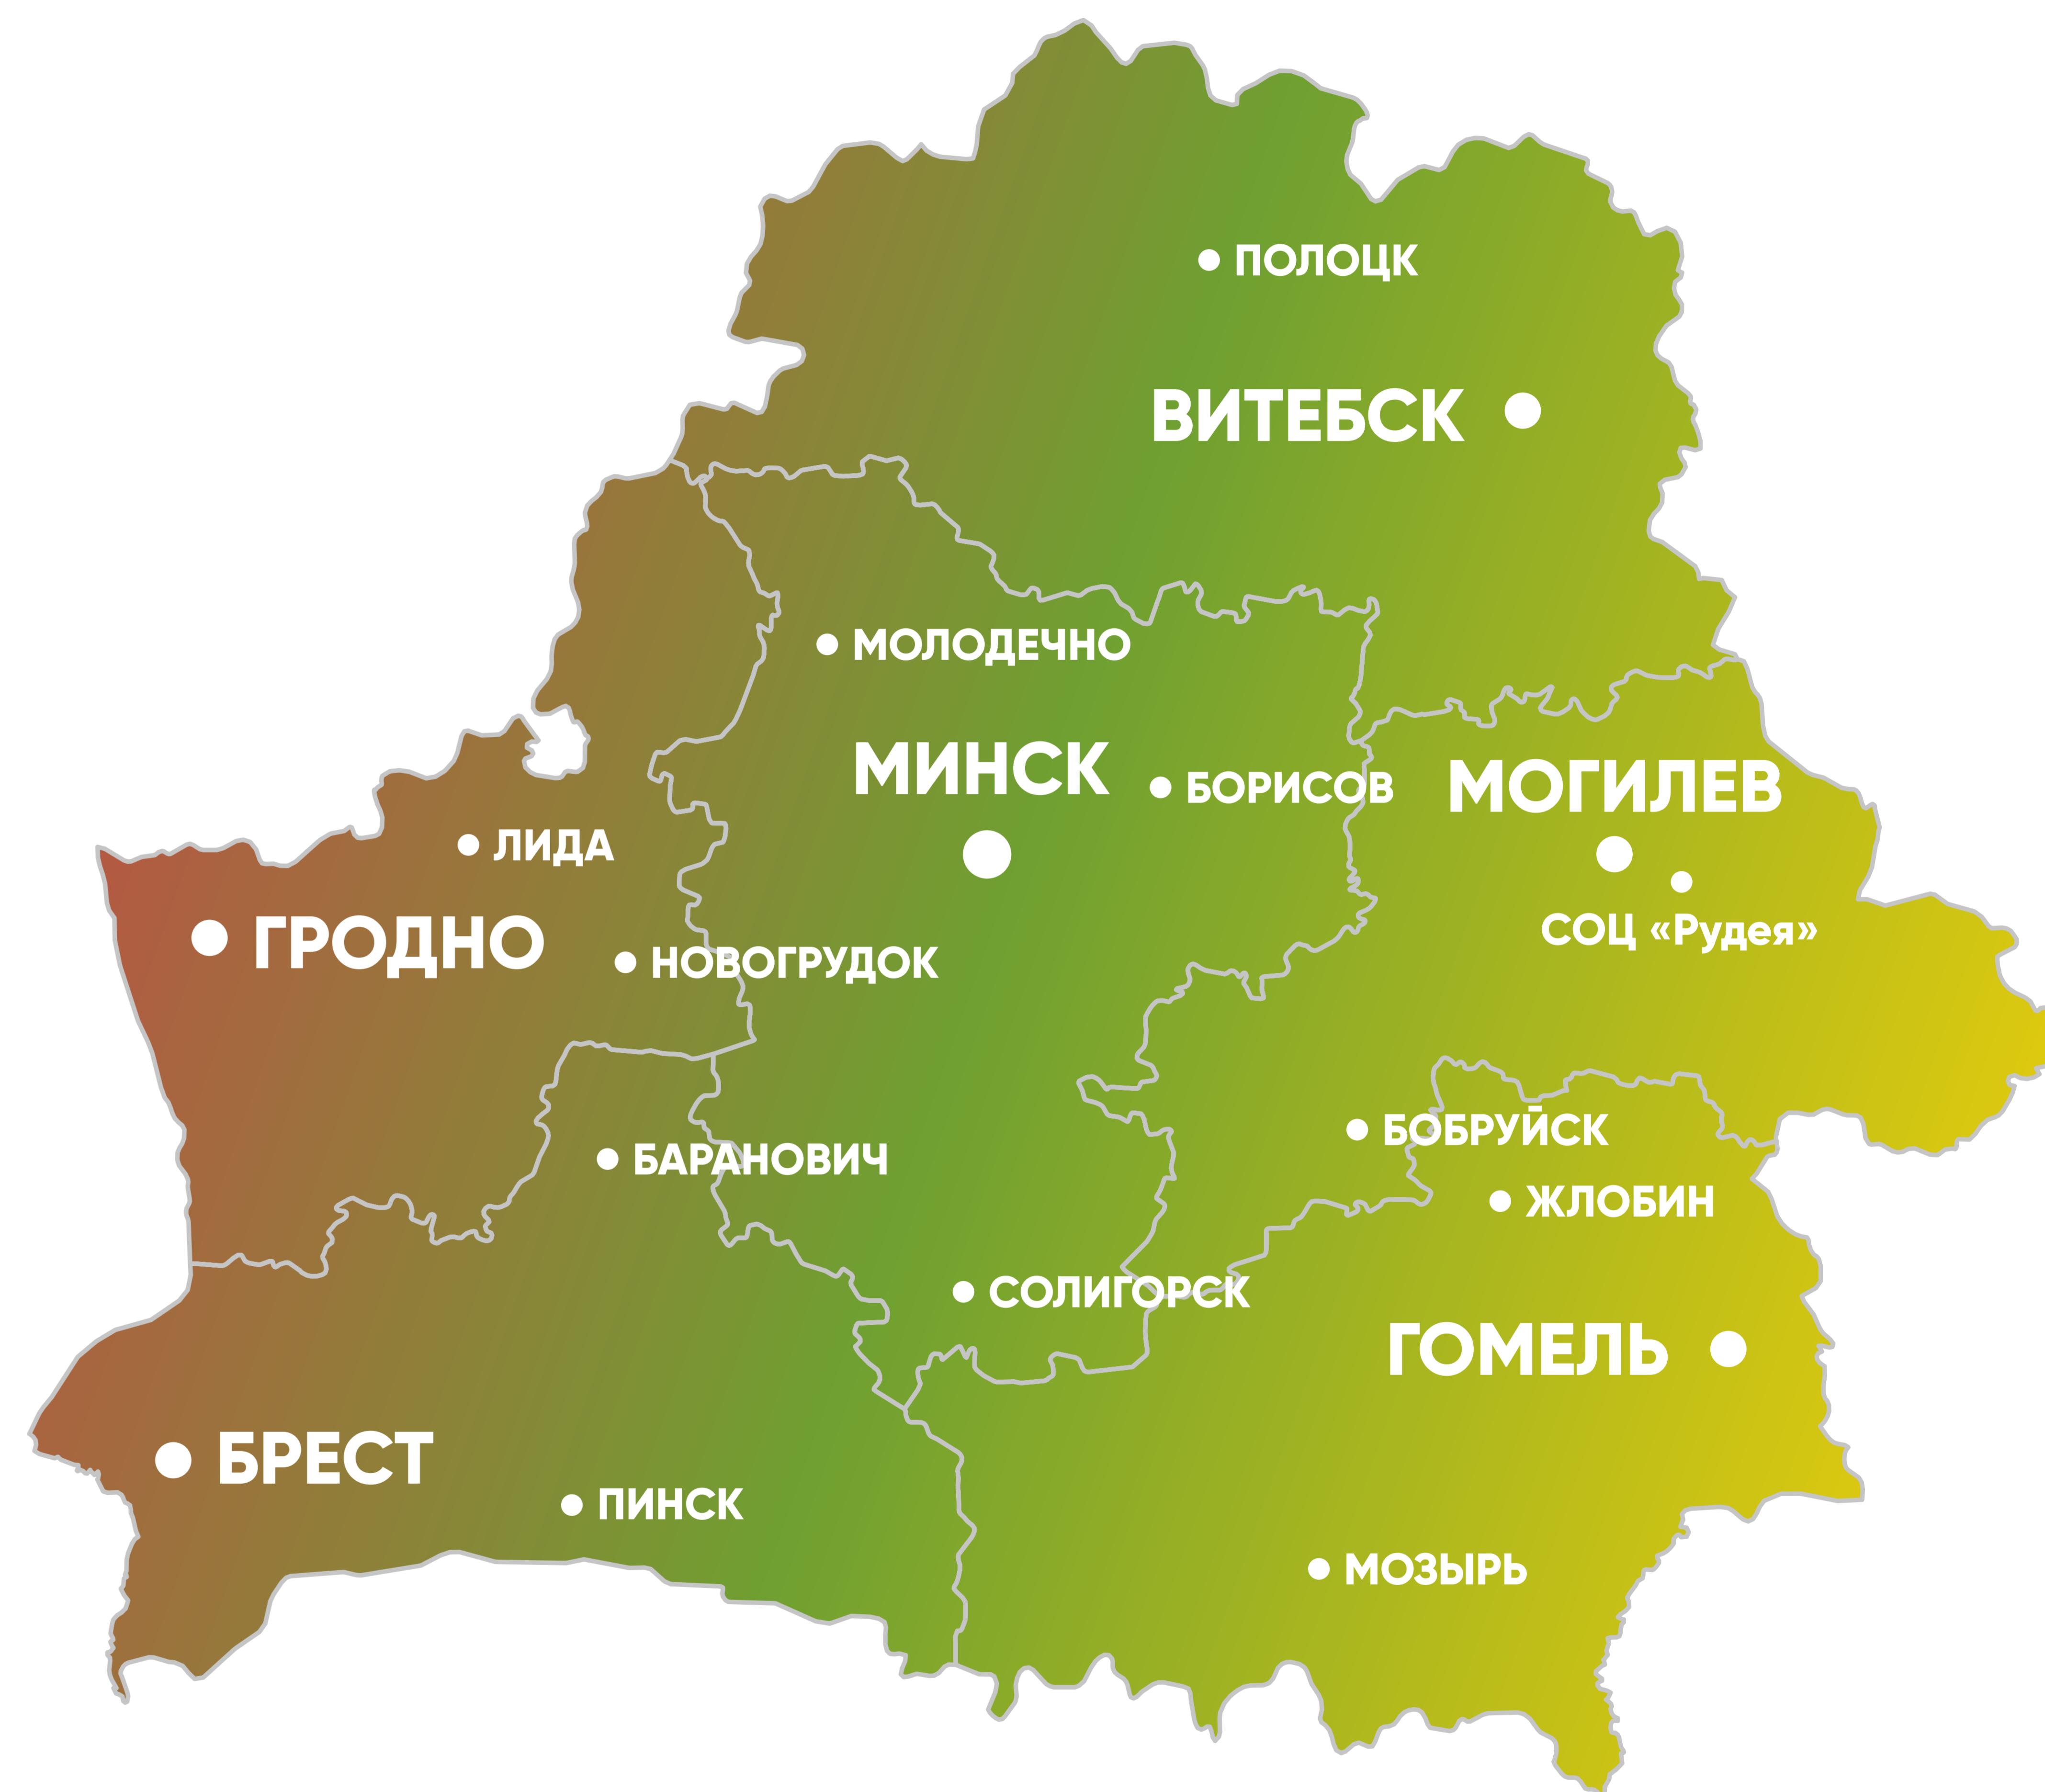 ПОЛОЦК
ВИТЕБСК
МОЛОДЕЧНО
МИНСК
БОРИСОВ
МОГИЛЕВ
ЛИДА
ГРОДНО
СОЦ «Рудея»
НОВОГРУДОК
БОБРУЙСК
БАРАНОВИЧ
ЖЛОБИН
СОЛИГОРСК
ГОМЕЛЬ
БРЕСТ
ПИНСК
МОЗЫРЬ